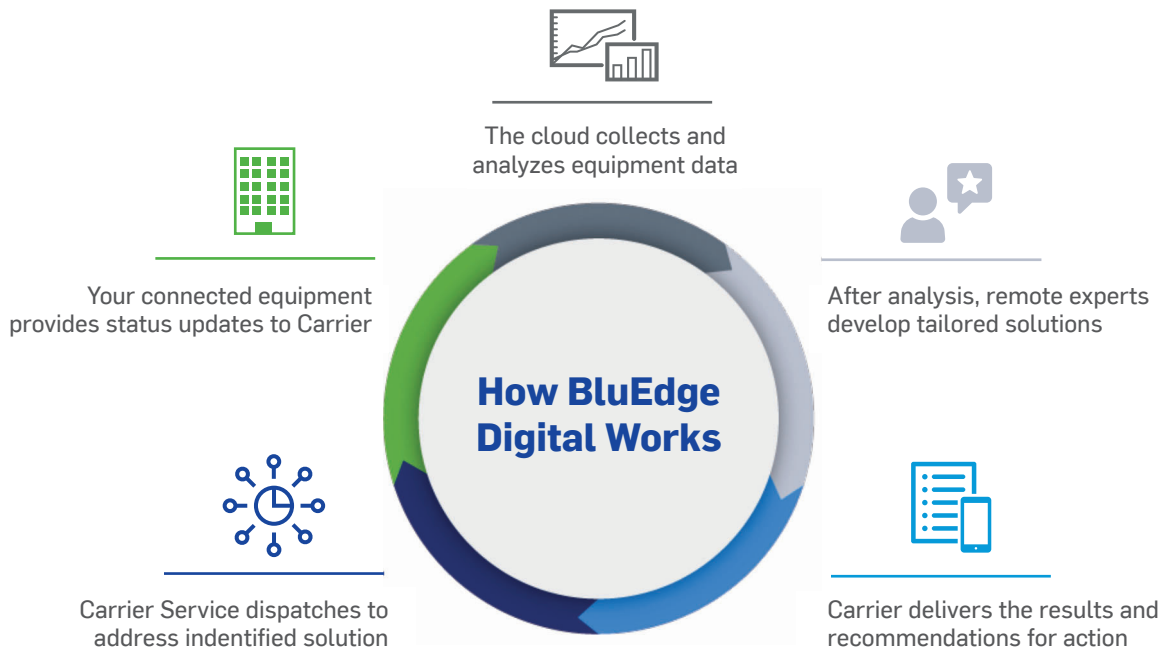 The cloud collects and
analyzes equipment data
Your connected equipment
provides status updates to Carrier
After analysis, remote experts
develop tailored solutions
How BluEdge
Digital Works
Carrier Service dispatches to
address indentified solution
Carrier delivers the results and
recommendations for action